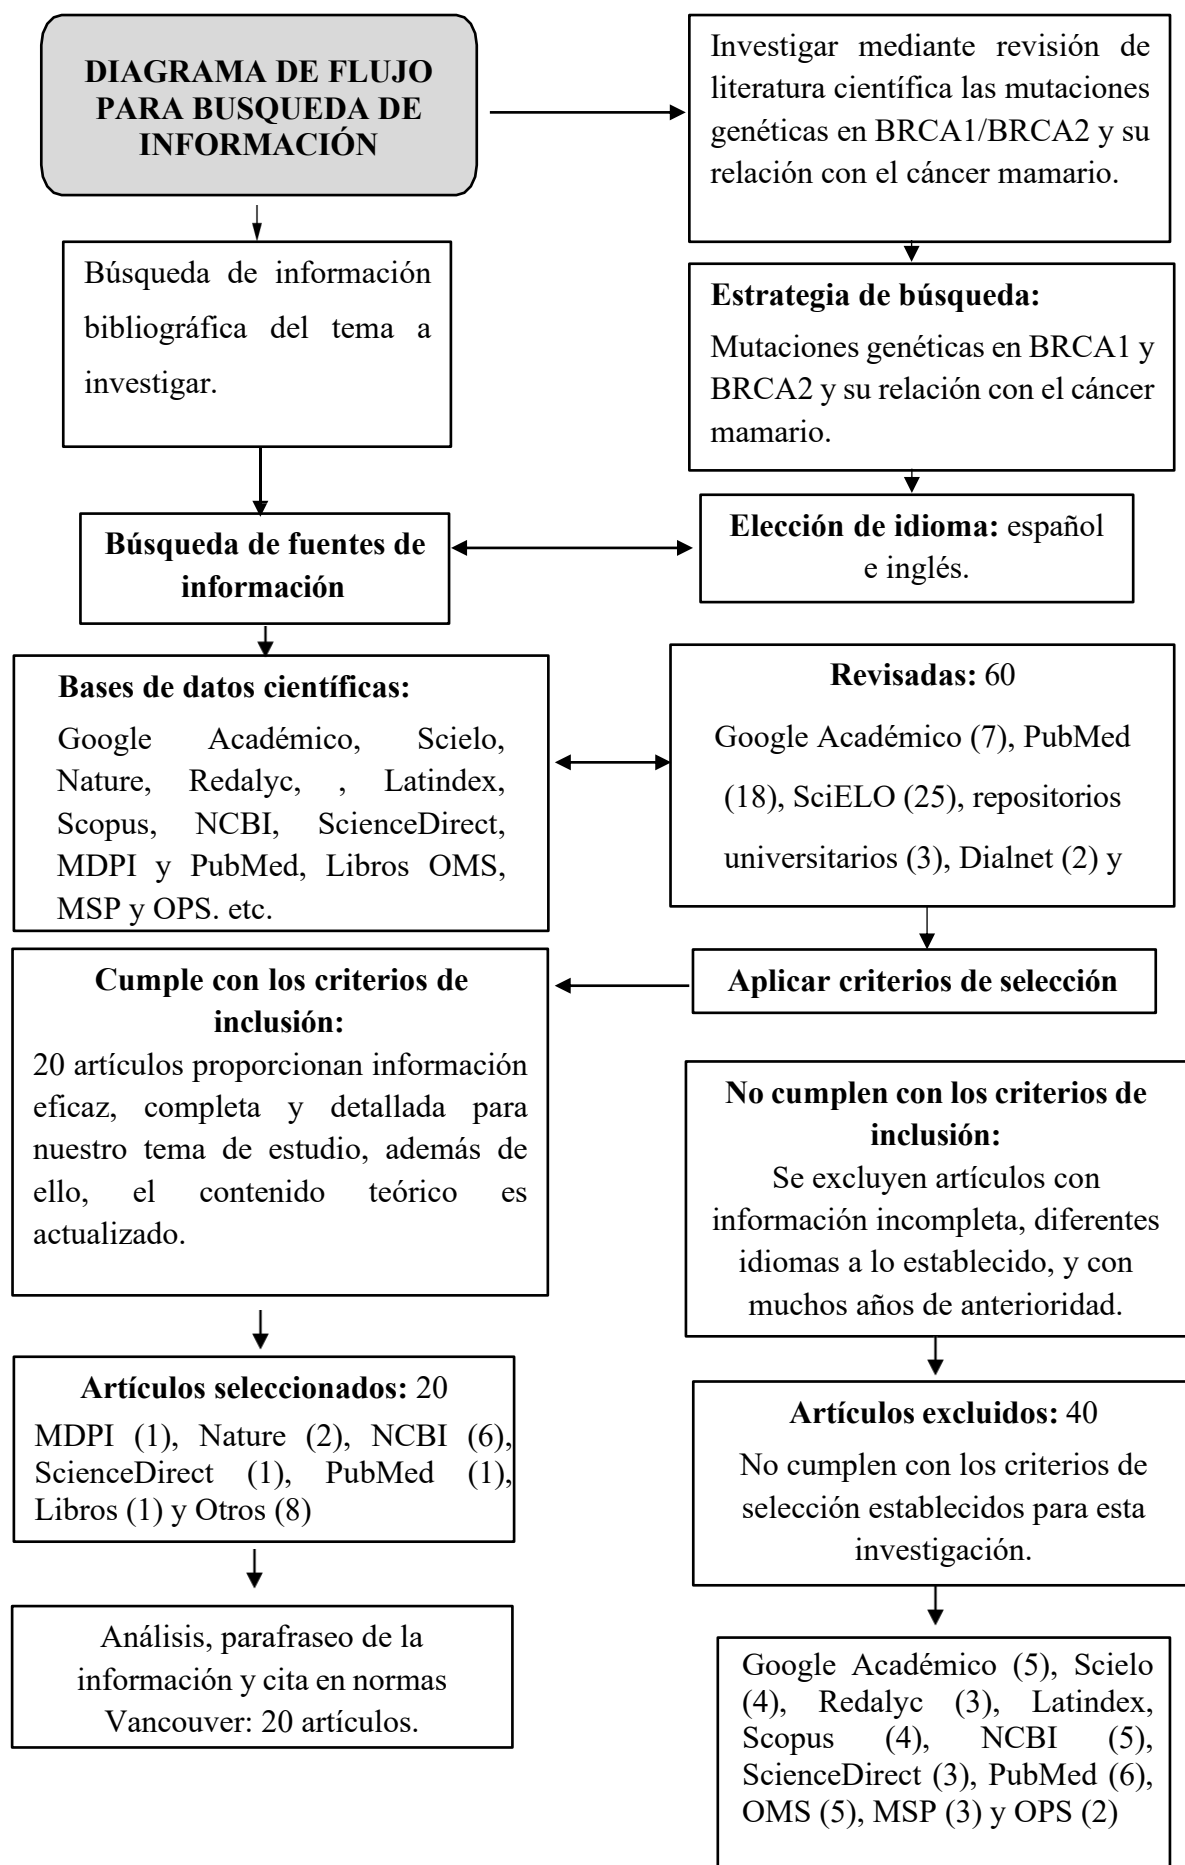 DIAGRAMA DE FLUJO
PARA BUSQUEDA DE
INFORMACIÓN
Investigar mediante revisión de
literatura científica las mutaciones
genéticas en BRCA1/BRCA2 y su
relación con el cáncer mamario.
Búsqueda de información
bibliográfica del tema a
investigar.
Estrategia de búsqueda:
Mutaciones genéticas en BRCA1 y
BRCA2 y su relación con el cáncer
mamario.
Búsqueda de fuentes de
información
Elección de idioma: español
e inglés.
Bases de datos científicas:
Google Académico, Scielo,
Nature, Redalyc, , Latindex,
Scopus, NCBI, ScienceDirect,
MDPI y PubMed, Libros OMS,
MSP y OPS. etc.
Revisadas: 60
Google Académico (7), PubMed
(18), SciELO (25), repositorios
universitarios (3), Dialnet (2) y
Aplicar criterios de selección
Cumple con los criterios de
inclusión:
20 artículos proporcionan información
eficaz, completa y detallada para
nuestro tema de estudio, además de
ello, el contenido teórico es
actualizado.
No cumplen con los criterios de
inclusión:
Se excluyen artículos con
información incompleta, diferentes
idiomas a lo establecido, y con
muchos años de anterioridad.
Artículos seleccionados: 20
MDPI (1), Nature (2), NCBI (6),
ScienceDirect (1), PubMed (1),
Libros (1) y Otros (8)
Artículos excluidos: 40
No cumplen con los criterios de
selección establecidos para esta
investigación.
Análisis, parafraseo de la
información y cita en normas
Vancouver: 20 artículos.
Google Académico (5), Scielo
(4), Redalyc (3), Latindex,
Scopus (4), NCBI (5),
ScienceDirect (3), PubMed (6),
OMS (5), MSP (3) y OPS (2)